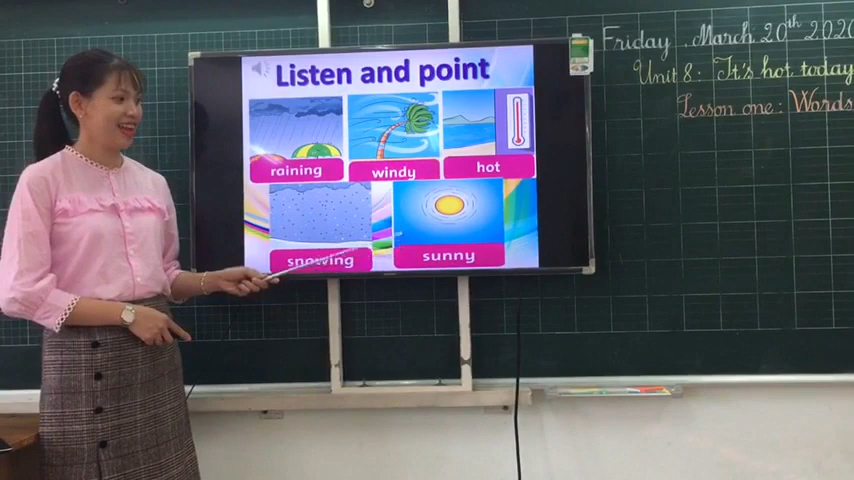 Listen and point
raining
windy
hot
snowing
sunny
Friday, March 20th 2020
Unit 8: It's hot today
Lesson one: Words